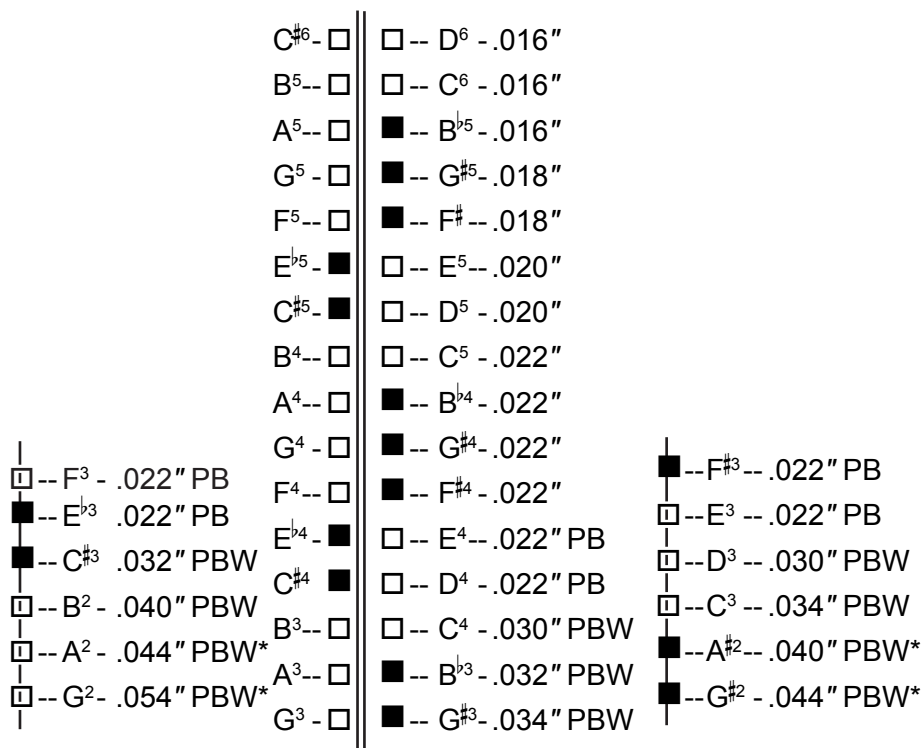 C♯6 - □ □ -- D6 - .016″
B5-- □ □ -- C6 - .016″
A5-- □ ■ -- B♭5 - .016″
G5 - □ ■ -- G♯5 - .018″
F5-- □ ■ -- F♯ -- .018″
E♭5 - ■ □ -- E5-- .020″
C♯5 - ■ □ -- D5 - .020″
B4-- □ □ -- C5 - .022″
A4-- □ ■ -- B♭4 - .022″
G4 - □ ■ -- G♯4 - .022″
F4-- □ ■ -- F♯4 - .022″
E♭4 - ■ □ -- E4 -- .022″ PB
C♯4 ■ □ -- D4 - .022″ PB
B3-- □ □ -- C4 - .030″ PBW
A3-- □ ■ -- B♭3 - .032″ PBW
G3 - □ ■ -- G♯3 - .034″ PBW
□ -- F3 - .022″ PB
■ -- E♭3 .022″ PB
■ -- C♯3 .032″ PBW
□ -- B2 - .040″ PBW
□ -- A2 - .044″ PBW*
□ -- G2 - .054″ PBW*
■ -- F♯3 -- .022″ PB
□ -- E3 -- .022″ PB
□ -- D3 -- .030″ PBW
□ -- C3 -- .034″ PBW
■ -- A♯2 -- .040″ PBW*
■ -- G♯2 - .044″ PBW*